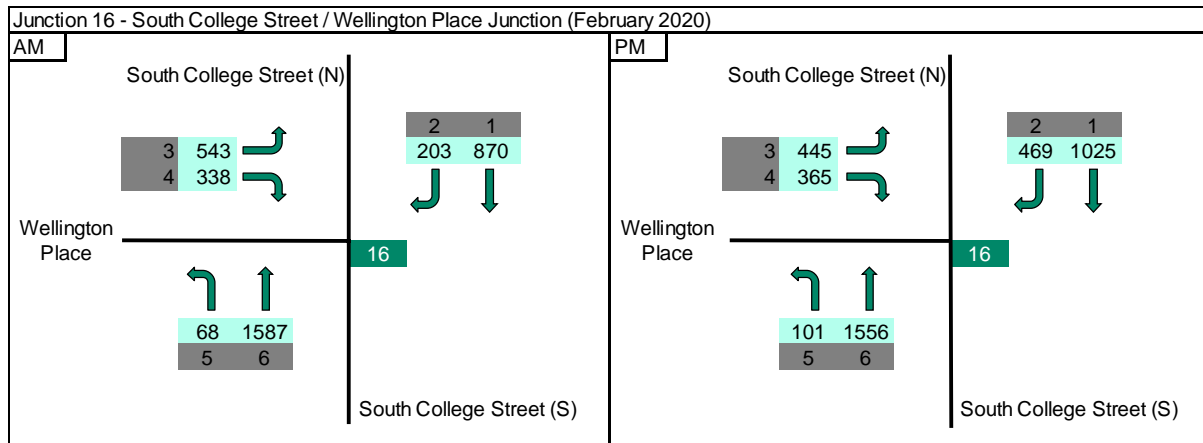 Junction 16 - South College Street / Wellington Place Junction (February 2020)
AM
South College Street (N)
2 1
203 870
3 543
4 338
Wellington
Place
16
68 1587
5 6
South College Street (S)
PM
South College Street (N)
2 1
469 1025
3 445
4 365
Wellington
Place
16
101 1556
5 6
South College Street (S)